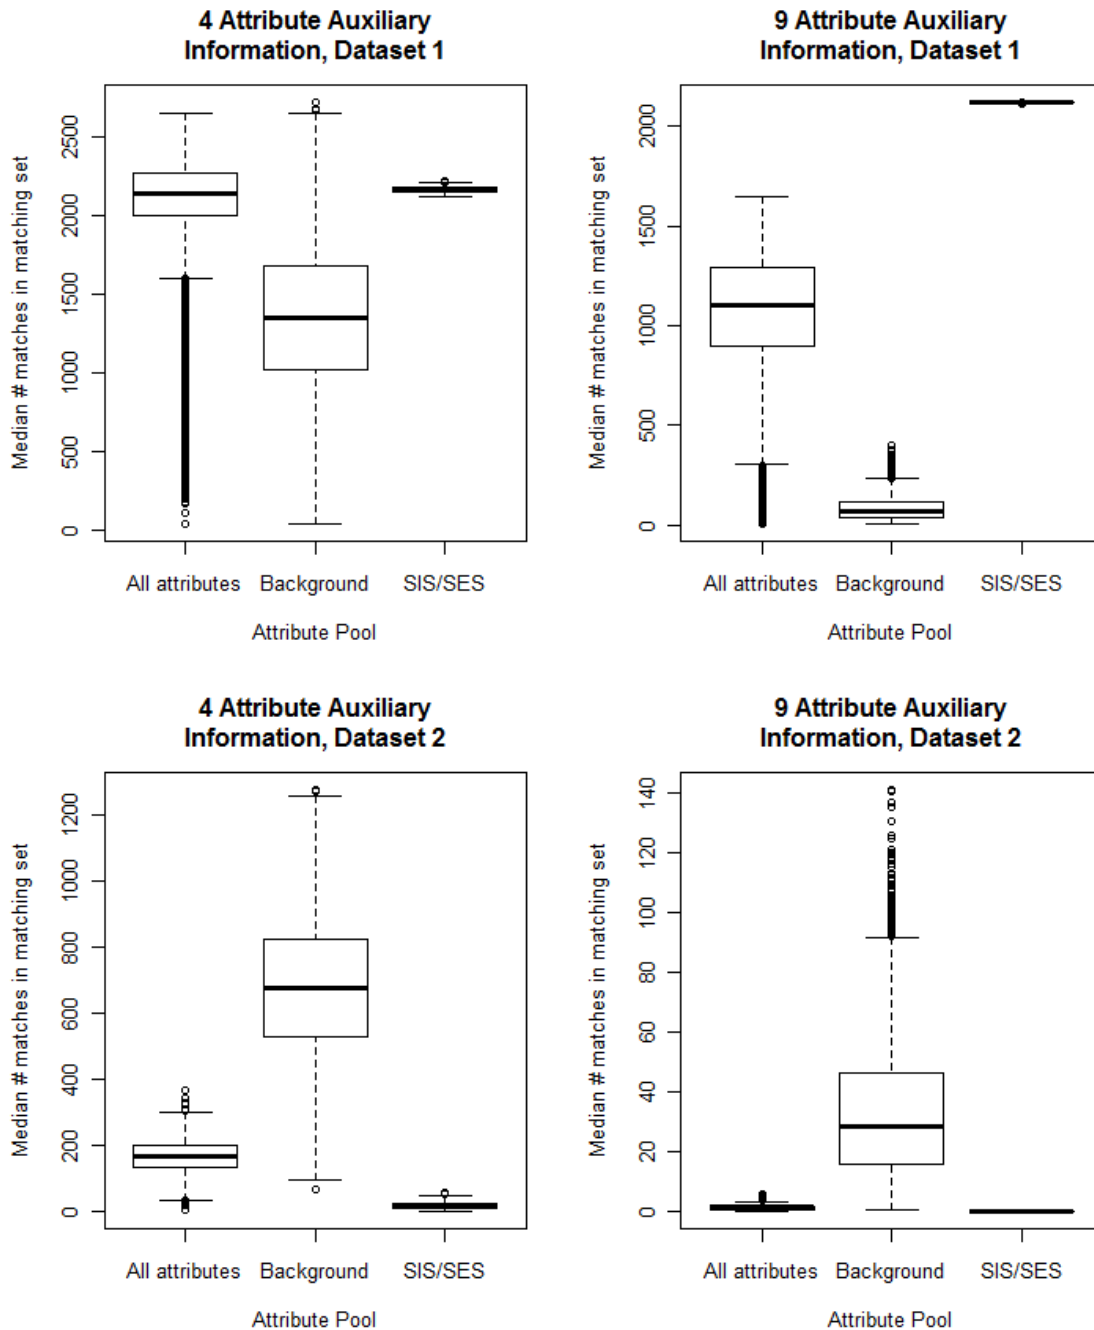 4 Attribute Auxiliary
Information, Dataset 1
Median # matches in matching set
2500
2000
1500
1000
500
0
All attributes Background SIS/SES
Attribute Pool
9 Attribute Auxiliary
Information, Dataset 1
Median # matches in matching set
2000
1500
1000
500
0
All attributes Background SIS/SES
Attribute Pool
4 Attribute Auxiliary
Information, Dataset 2
Median # matches in matching set
1200
1000
800
600
400
200
0
All attributes Background SIS/SES
Attribute Pool
9 Attribute Auxiliary
Information, Dataset 2
Median # matches in matching set
140
120
100
80
60
40
20
0
All attributes Background SIS/SES
Attribute Pool